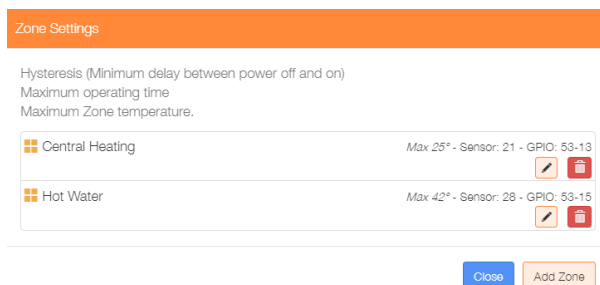 Zone Settings
Hysteresis (Minimum delay between power off and on)
Maximum operating time
Maximum Zone temperature.
Central Heating Max 25° - Sensor: 21 - GPIO: 53-13
Hot Water Max 42° - Sensor: 28 - GPIO: 53-15
Close Add Zone